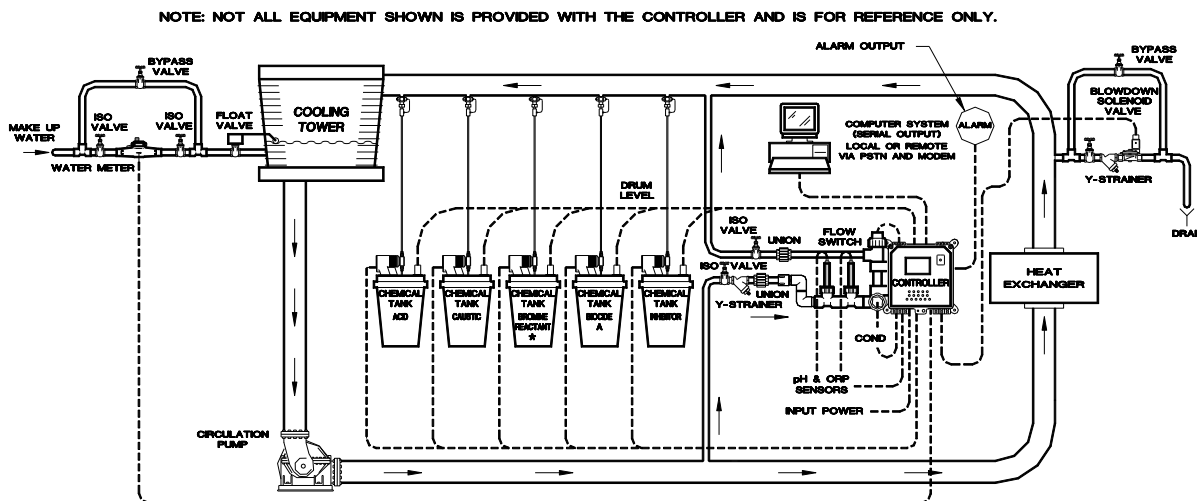 NOTE: NOT ALL EQUIPMENT SHOWN IS PROVIDED WITH THE CONTROLLER AND IS FOR REFERENCE ONLY.
ALARM OUTPUT
BYPASS
VALVE
BYPASS
VALVE
BLOWDOWN
SOLENOID
VALVE
ISO
VALVE
ISO
VALVE
FLOAT
VALVE
COOLING
TOWER
MAKE UP
WATER
WATER METER
COMPUTER SYSTEM
(SERIAL OUTPUT)
LOCAL OR REMOTE
VIA PSTN AND MODEM
ALARM
Y-STRAINER
DRAI
DRUM
LEVEL
ISO
VALVE
UNION
FLOW
SWITCH
ISO VALVE
UNION
Y-STRAINER
CONTROLLER
HEAT
EXCHANGER
CHEMICAL
TANK
ACID
CHEMICAL
TANK
CAUSTIC
CHEMICAL
TANK
BROMINE
REACTANT
*
CHEMICAL
TANK
BIOCIDE
A
CHEMICAL
TANK
INHIBITOR
COND
pH & ORP
SENSORS
INPUT POWER
CIRCULATION
PUMP